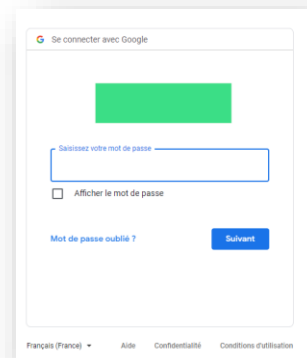 Se connecter avec Google
Saisissez votre mot de passe
Afficher le mot de passe
Mot de passe oublié ?
Suivant
Français (France)
Aide
Confidentialité
Conditions d'utilisation